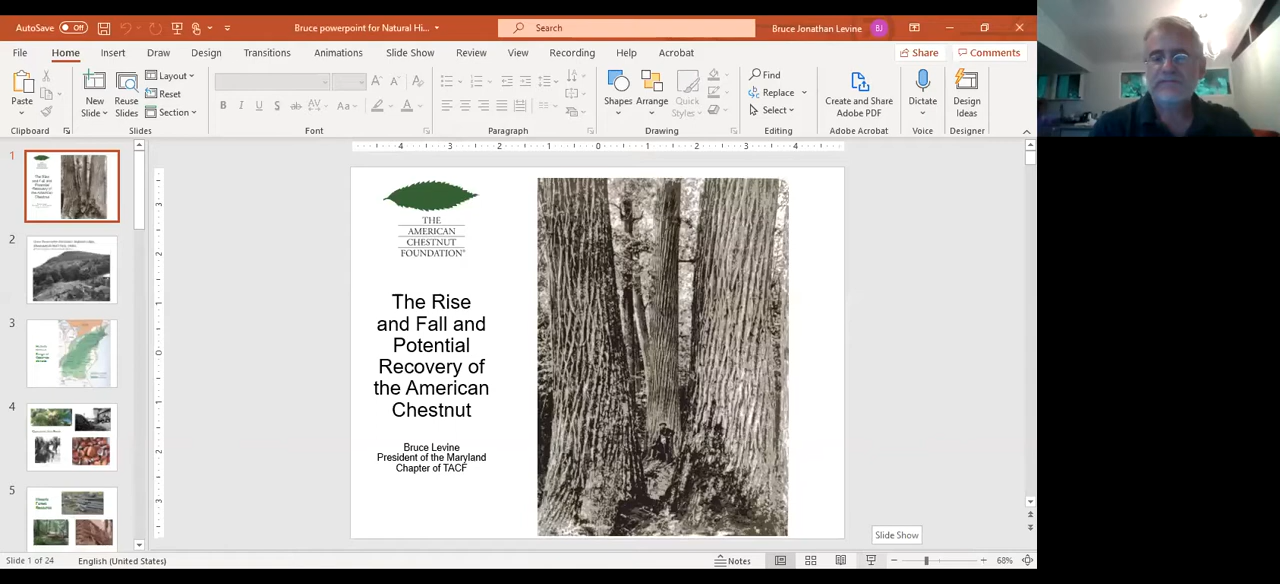 AutoSave Off
Bruce powerpoint for Natural Hi...
Search
Bruce Jonathan Levine BJ
File Home Insert Draw Design Transitions Animations Slide Show Review View Recording Help Acrobat
Share Comments
Paste
New Slide
Reuse Slides
Layout
Reset
Section
Shapes Arrange Quick Styles
Find
Replace
Select
Create and Share Adobe PDF
Dictate
Design Ideas
Clipboard Slides Font Paragraph Drawing Editing Adobe Acrobat Voice Designer
1
2
3
4
5
THE
AMERICAN
CHESTNUT
FOUNDATION®
The Rise
and Fall and
Potential
Recovery of
the American
Chestnut
Bruce Levine
President of the Maryland
Chapter of TACF
Slide Show
Slide 1 of 24 English (United States) Notes 68%